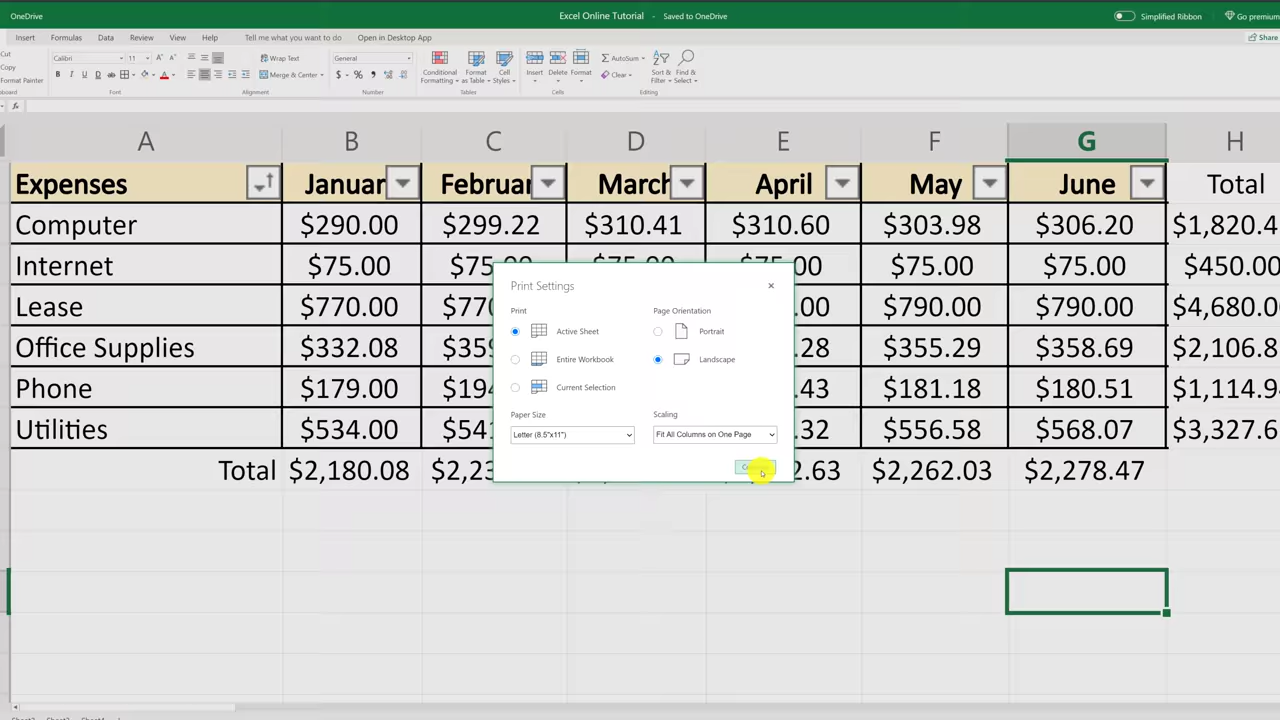 OneDrive Excel Online Tutorial - Saved to OneDrive Simplified Ribbon Go premium
Insert Formulas Data Review View Help Tell me what you want to do Open in Desktop App Share
Cut Calibri 11 Wrap Text General Conditional Formatting Format as Table Cell Styles Insert Delete Format AutoSum Sort & Filter Find & Select
Copy
Format Painter B I U D ab A Merge & Center $ % Clear
Font Alignment Number Tables Cells Editing
fx
A B C D E F G H
Expenses Januar Februar March April May June Total
Computer $290.00 $299.22 $310.41 $310.60 $303.98 $306.20 $1,820.4
Internet $75.00 $75.00 $75.00 $75.00 $75.00 $75.00 $450.00
Lease $770.00 $770 .00 $790.00 $790.00 $4,680.0
Office Supplies $332.08 $359 .28 $355.29 $358.69 $2,106.8
Phone $179.00 $194 .43 $181.18 $180.51 $1,114.9
Utilities $534.00 $541 .32 $556.58 $568.07 $3,327.6
Total $2,180.08 $2,23 2.63 $2,262.03 $2,278.47
Print Settings
Print Page Orientation
Active Sheet Portrait
Entire Workbook Landscape
Current Selection
Paper Size Scaling
Letter (8.5"x11") Fit All Columns on One Page